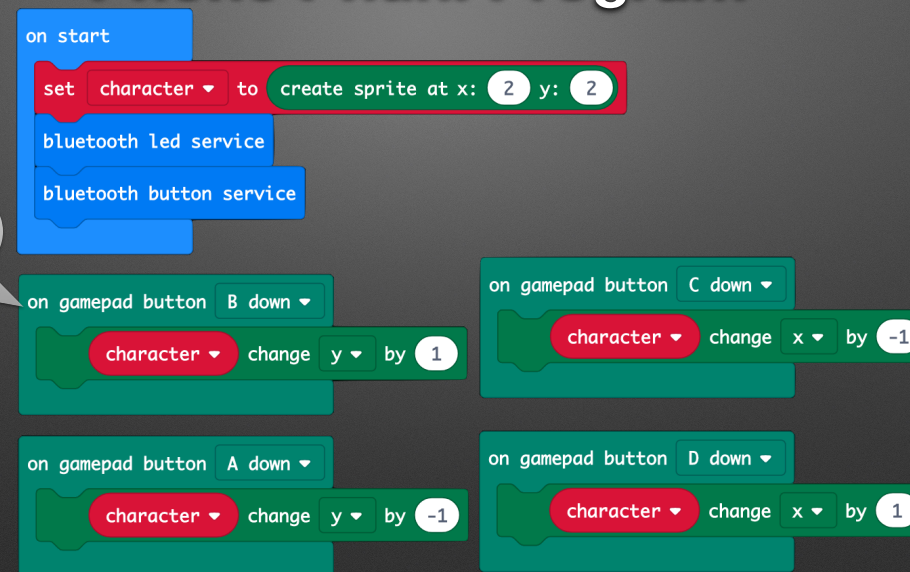 on start
set character to create sprite at x: 2 y: 2
bluetooth led service
bluetooth button service
on gamepad button B down
character change y by 1
on gamepad button C down
character change x by -1
on gamepad button A down
character change y by -1
on gamepad button D down
character change x by 1